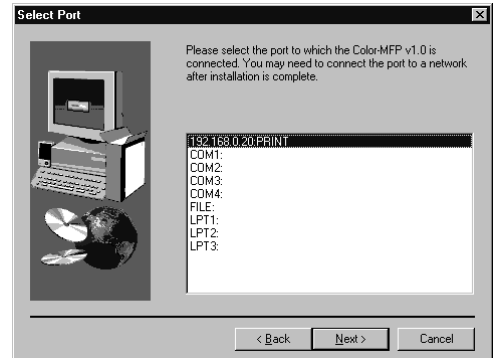 Select Port
Please select the port to which the Color-MFP v1.0 is
connected. You may need to connect the port to a network
after installation is complete.
192.168.0.20:PRINT
COM1:
COM2:
COM3:
COM4:
FILE:
LPT1:
LPT2:
LPT3:
< Back
Next >
Cancel